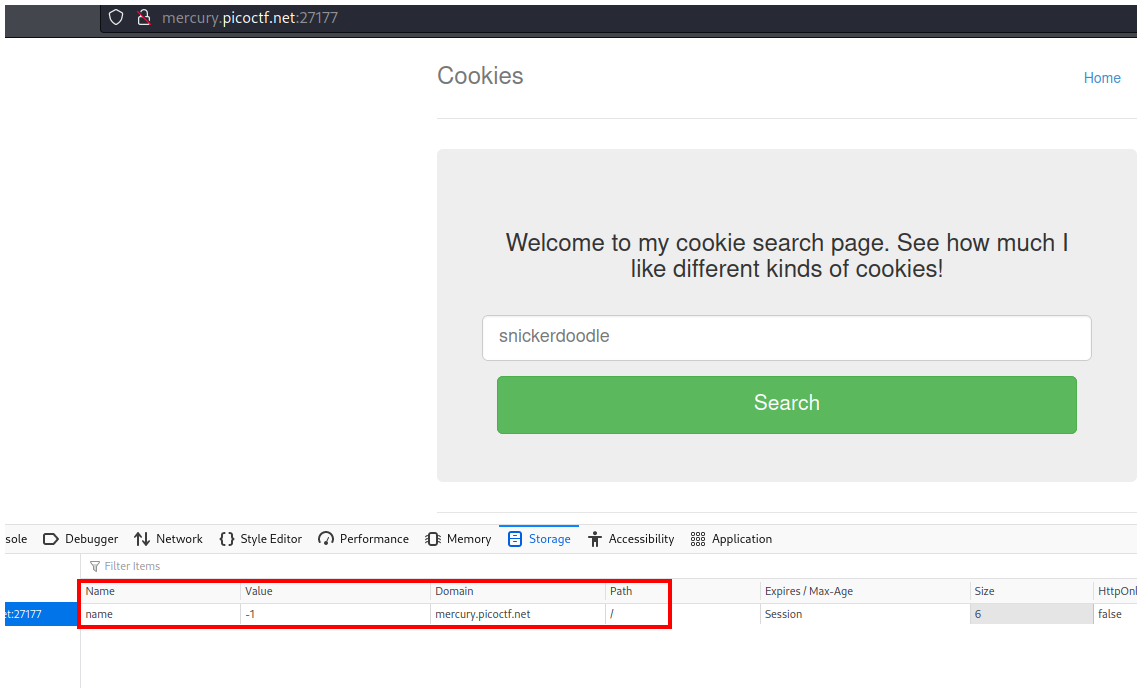 mercury.picoctf.net:27177
Cookies Home
Welcome to my cookie search page. See how much I
like different kinds of cookies!
snickerdoodle
Search
sole Debugger Network Style Editor Performance Memory Storage Accessibility Application
Filter Items
Name Value Domain Path Expires / Max-Age Size HttpOnl
et:27177 name -1 mercury.picoctf.net / Session 6 false